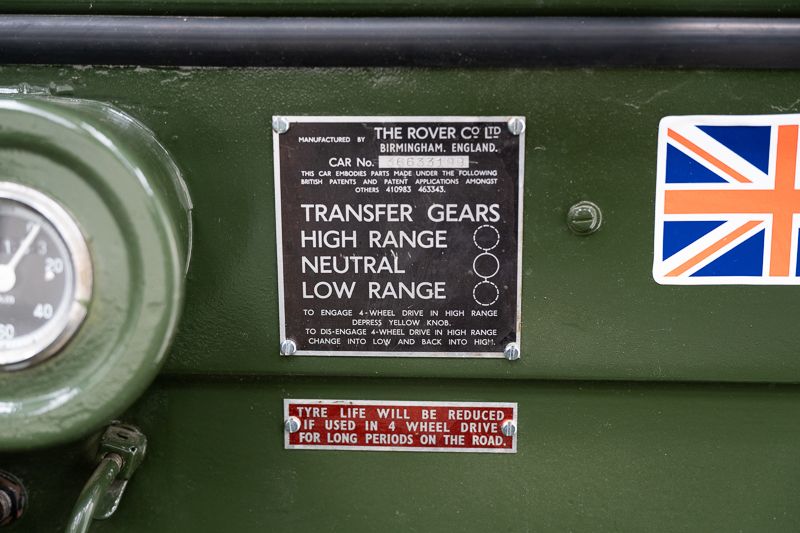 MANUFACTURED BY THE ROVER CO LTD
BIRMINGHAM. ENGLAND.
CAR No. 36633199
THIS CAR EMBODIES PARTS MADE UNDER THE FOLLOWING
BRITISH PATENTS AND PATENT APPLICATIONS AMONGST
OTHERS 410983 463343.
TRANSFER GEARS
HIGH RANGE
NEUTRAL
LOW RANGE
TO ENGAGE 4-WHEEL DRIVE IN HIGH RANGE
DEPRESS YELLOW KNOB.
TO DIS-ENGAGE 4-WHEEL DRIVE IN HIGH RANGE
CHANGE INTO LOW AND BACK INTO HIGH.
TYRE LIFE WILL BE REDUCED
IF USED IN 4 WHEEL DRIVE
FOR LONG PERIODS ON THE ROAD.
20
40
60